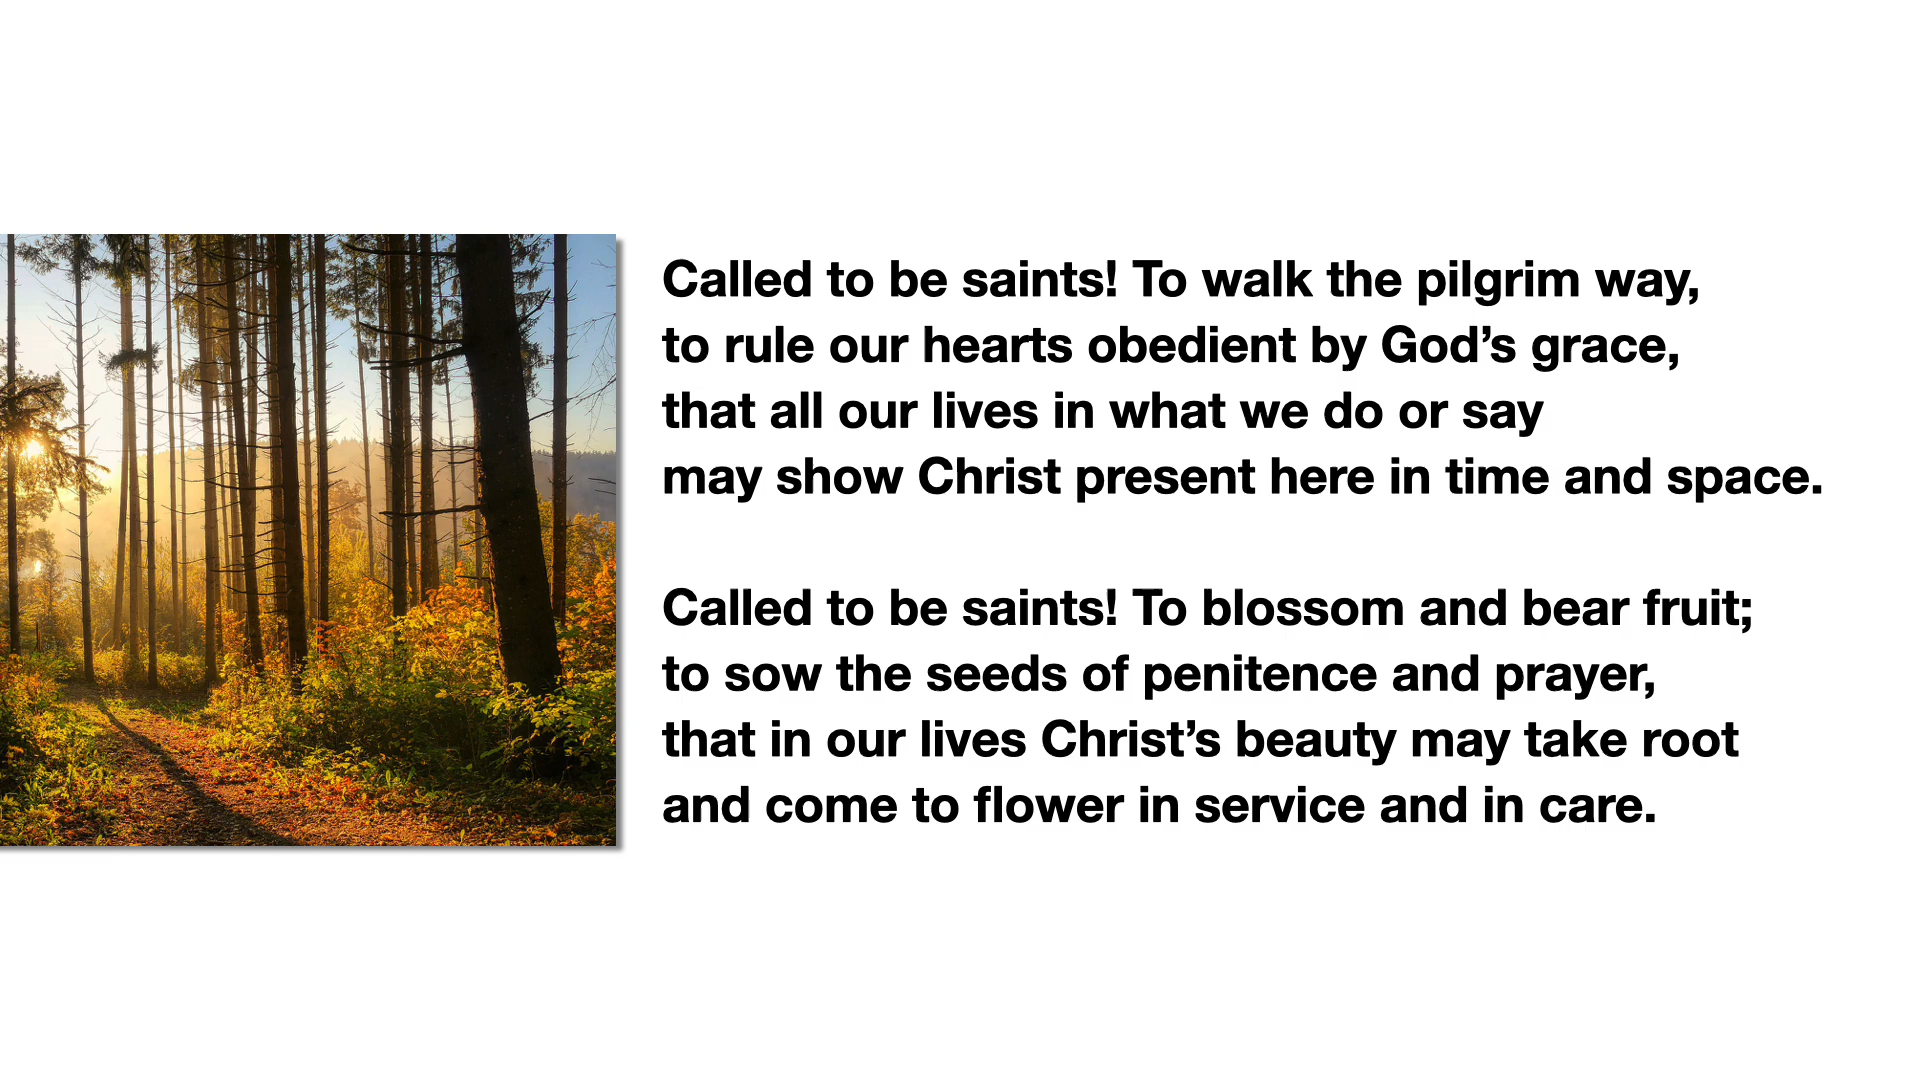 Called to be saints! To walk the pilgrim way,
to rule our hearts obedient by God’s grace,
that all our lives in what we do or say
may show Christ present here in time and space.
Called to be saints! To blossom and bear fruit;
to sow the seeds of penitence and prayer,
that in our lives Christ’s beauty may take root
and come to flower in service and in care.